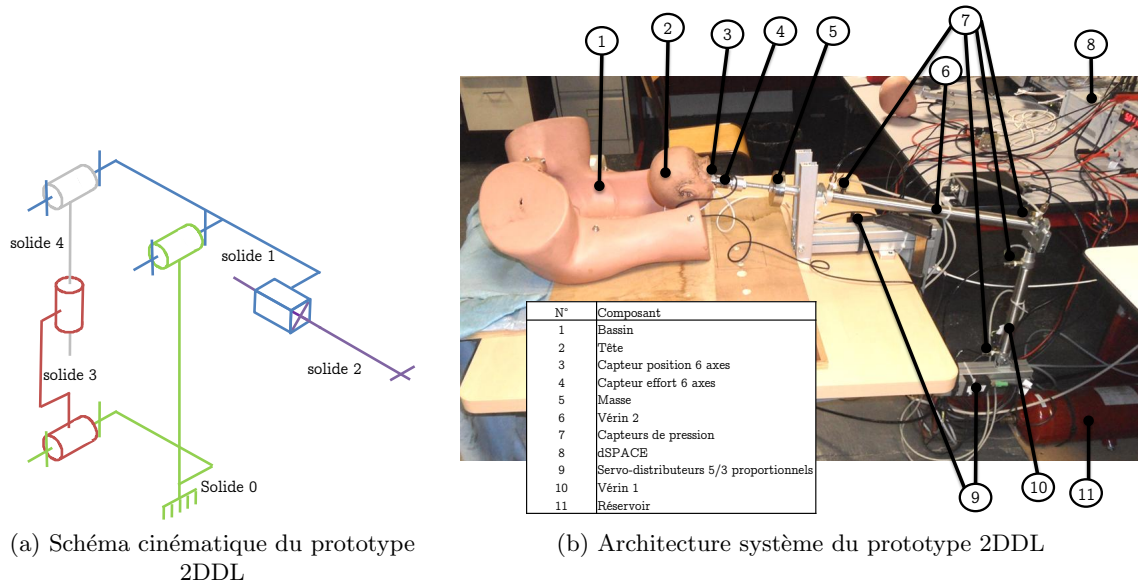 1
2
3
4
5
6
7
8
solide 4
solide 1
solide 3
solide 2
Solide 0
N° Composant
1 Bassin
2 Tête
3 Capteur position 6 axes
4 Capteur effort 6 axes
5 Masse
6 Vérin 2
7 Capteurs de pression
8 dSPACE
9 Servo-distributeurs 5/3 proportionnels
10 Vérin 1
11 Réservoir
9
10
11
(a) Schéma cinématique du prototype
2DDL
(b) Architecture système du prototype 2DDL